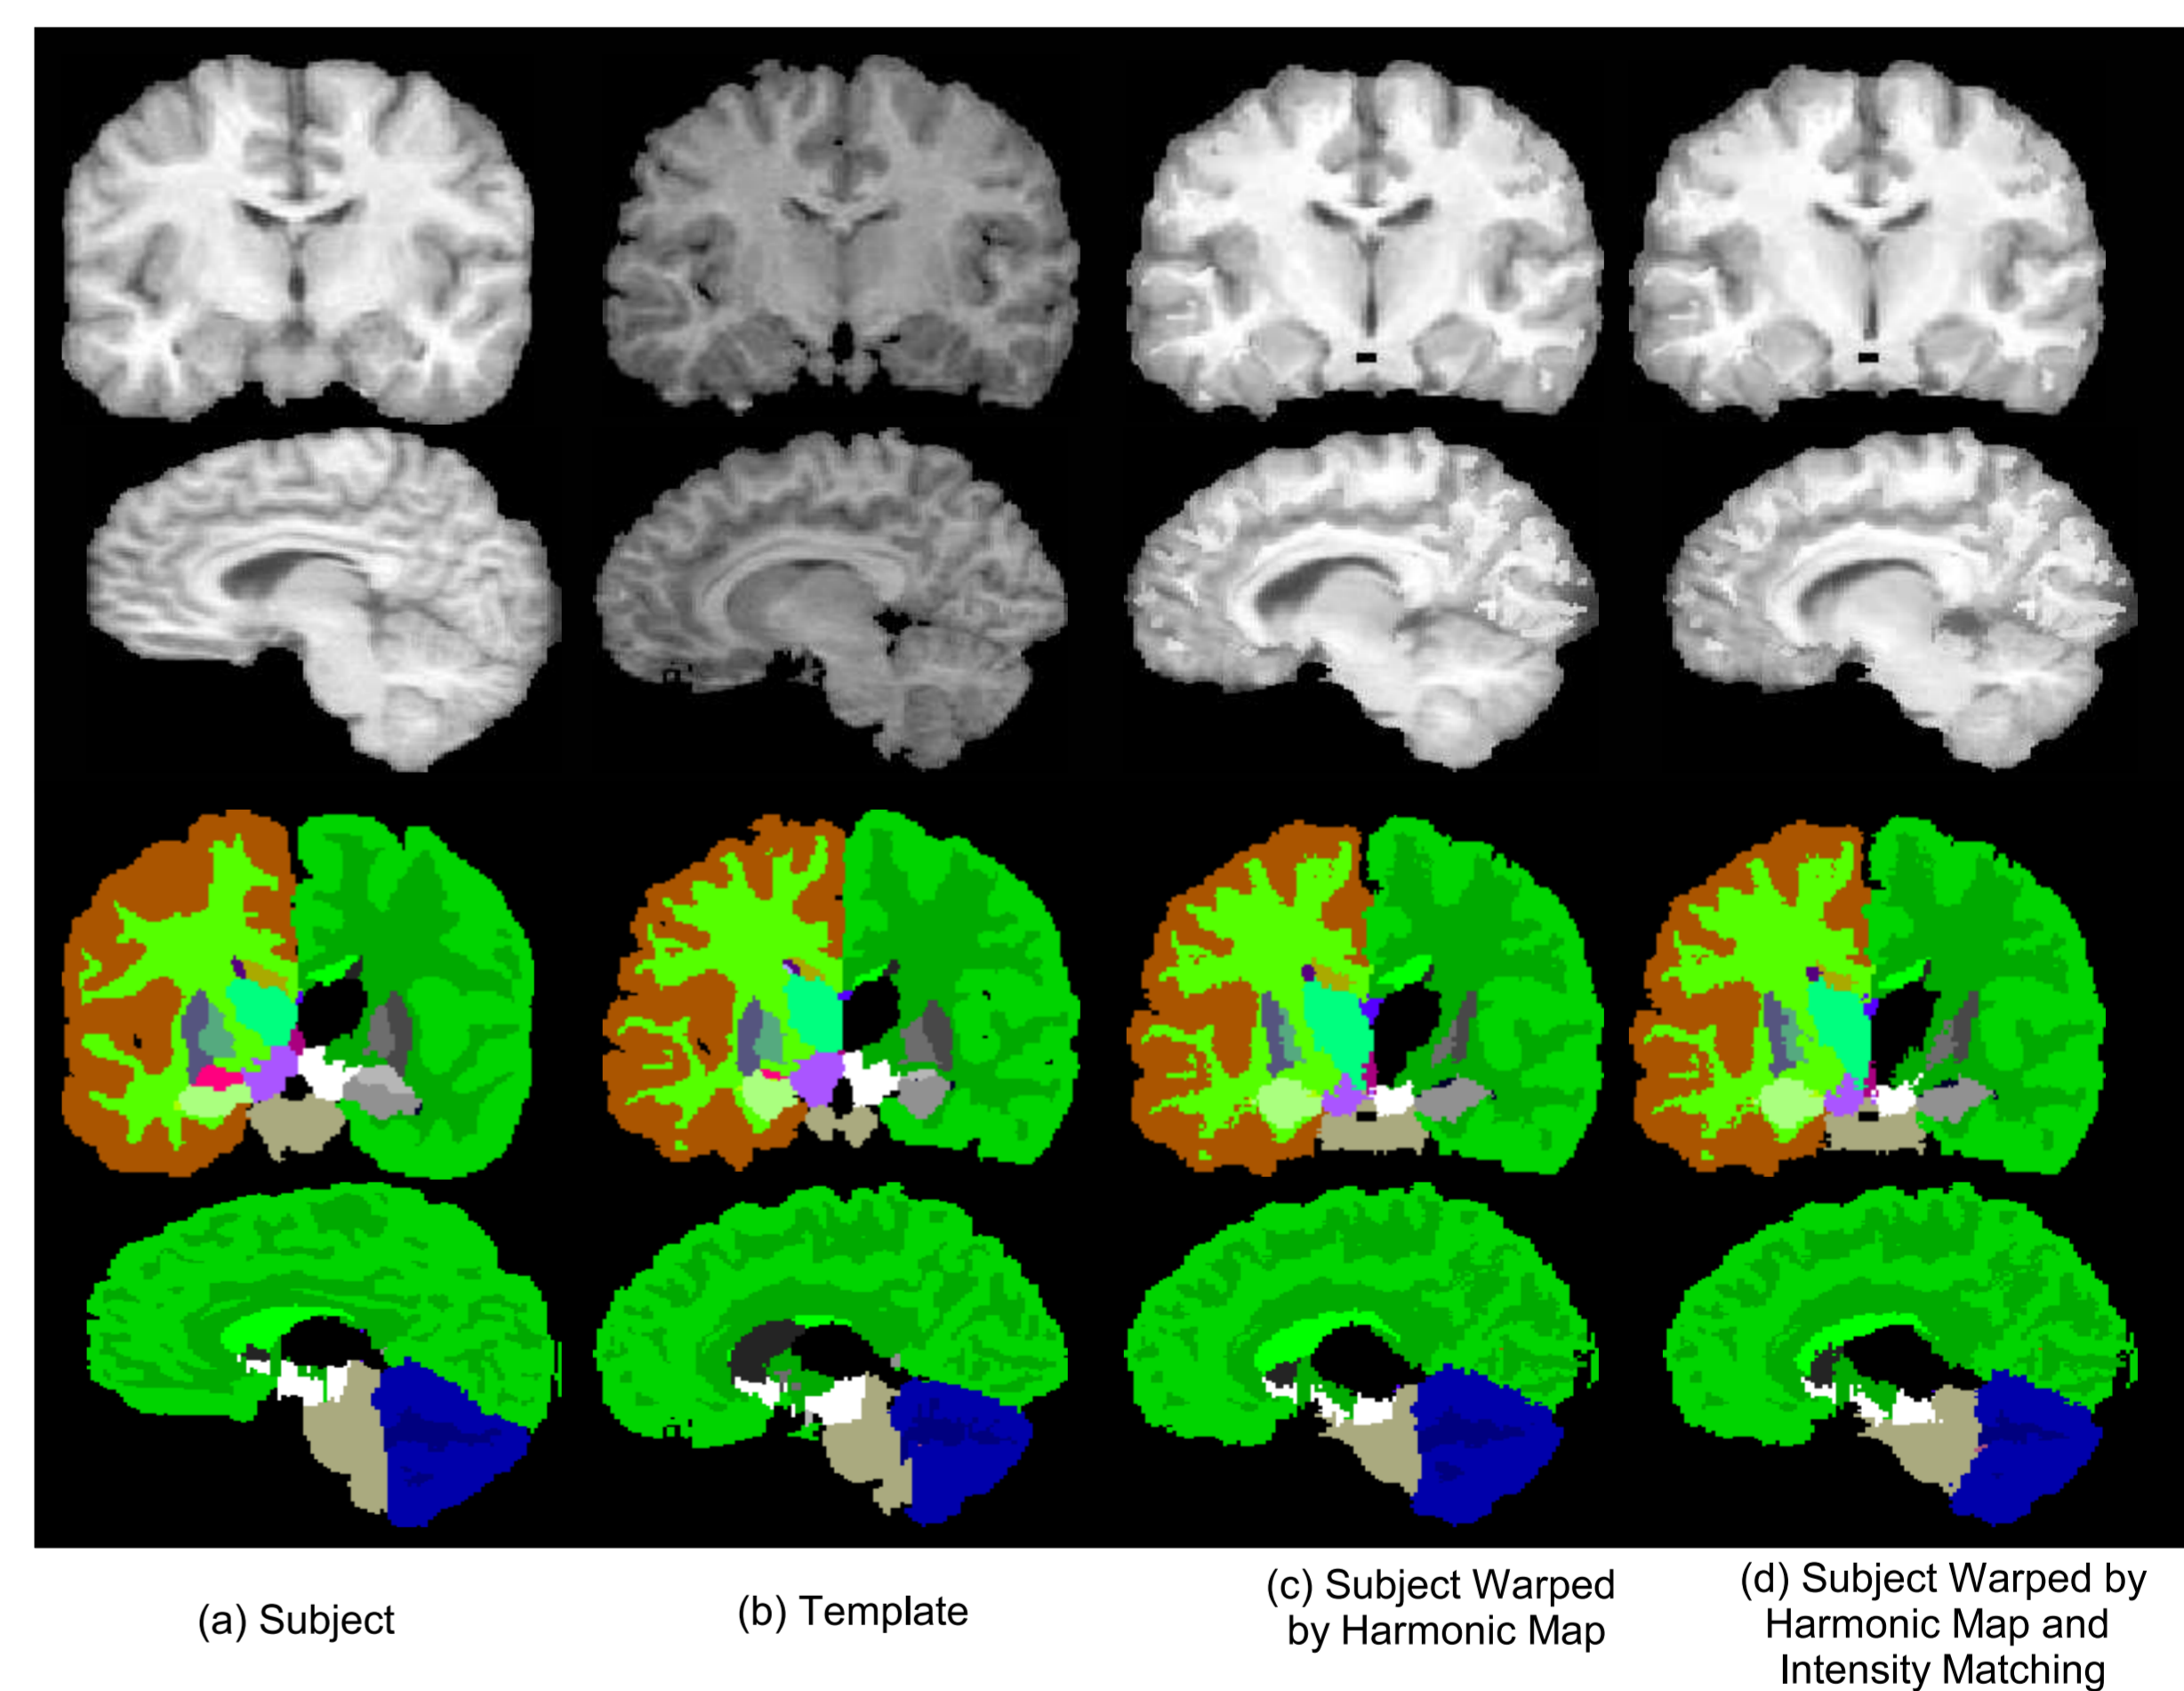 (a) Subject
(b) Template
(c) Subject Warped
by Harmonic Map
(d) Subject Warped by
Harmonic Map and
Intensity Matching